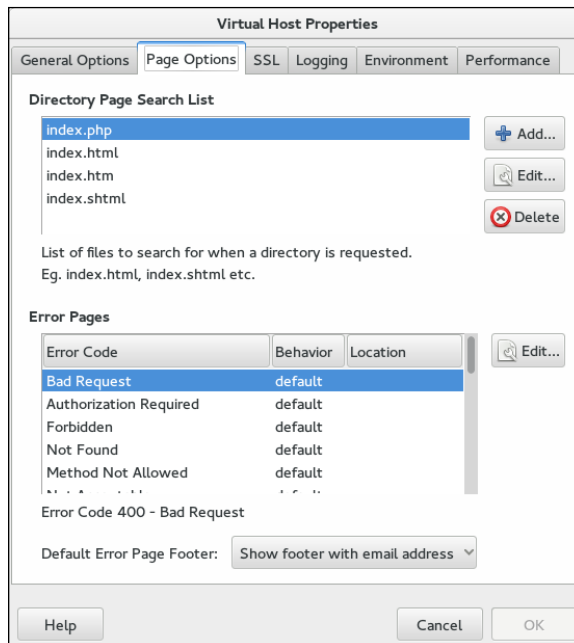 Virtual Host Properties
General Options Page Options SSL Logging Environment Performance
Directory Page Search List
index.php
index.html
index.htm
index.shtml
Add...
Edit...
Delete
List of files to search for when a directory is requested.
Eg. index.html, index.shtml etc.
Error Pages
Error Code Behavior Location
Bad Request default
Authorization Required default
Forbidden default
Not Found default
Method Not Allowed default
Edit...
Error Code 400 - Bad Request
Default Error Page Footer: Show footer with email address
Help Cancel OK